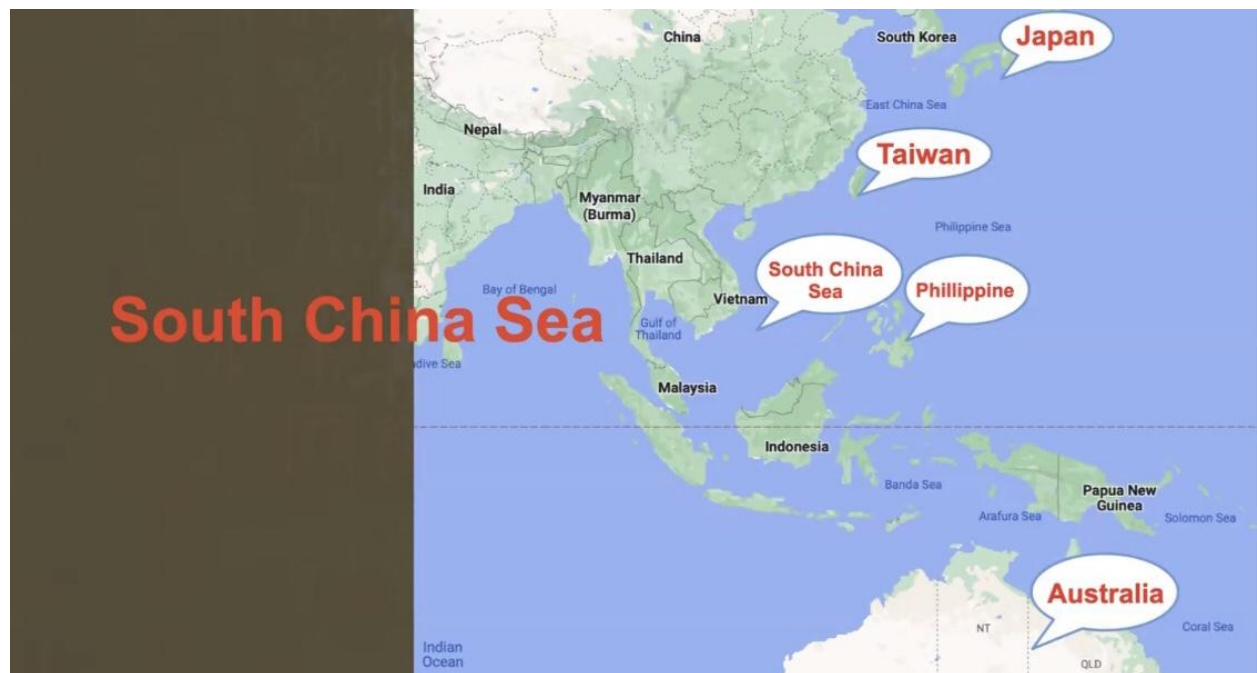 China
South Korea
Japan
East China Sea
Nepal
Taiwan
India
Myanmar
(Burma)
Philippine Sea
Thailand
South China
Sea
Phillippine
Bay of Bengal
Vietnam
South China Sea
Gulf of
Thailand
dive Sea
Malaysia
Indonesia
Banda Sea
Papua New
Guinea
Arafura Sea
Solomon Sea
Australia
NT
Coral Sea
Indian
Ocean
QLD